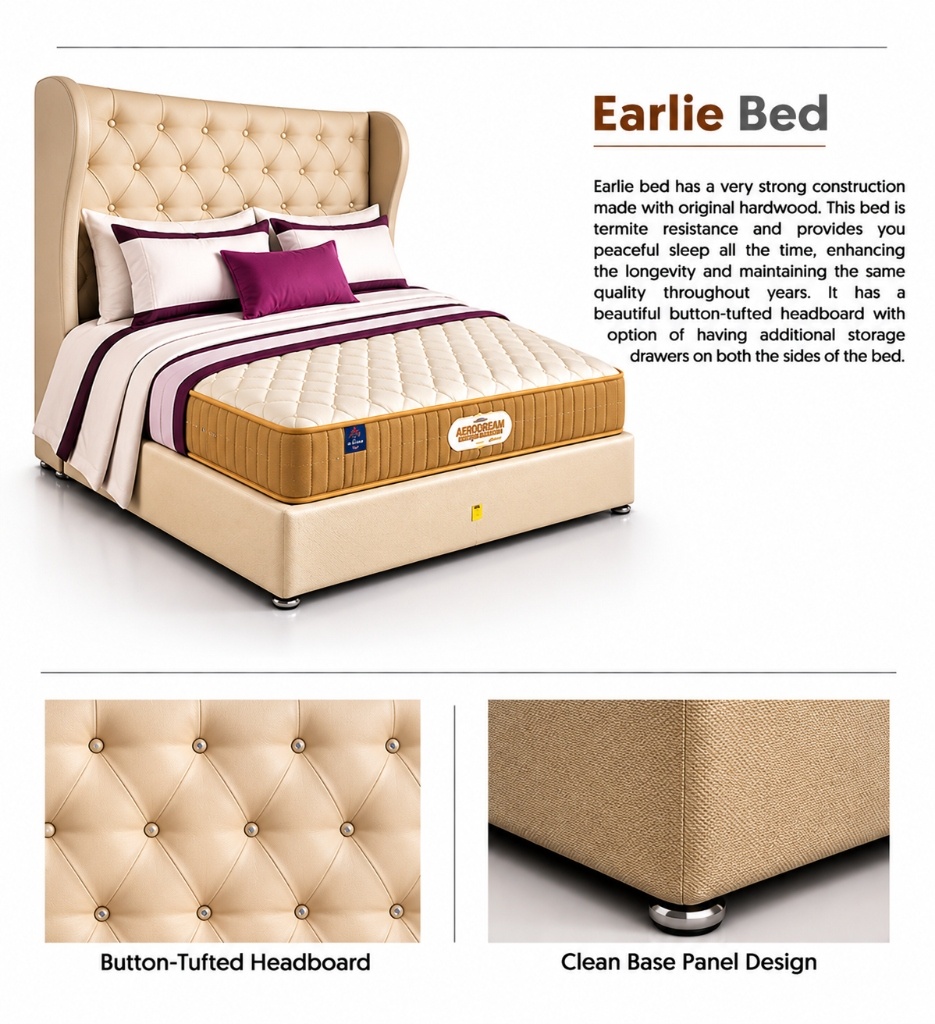 Earlie Bed
Earlie bed has a very strong construction
made with original hardwood. This bed is
termite resistance and provides you
peaceful sleep all the time, enhancing
the longevity and maintaining the same
quality throughout years. It has a
beautiful button-tufted headboard with
option of having additional storage
drawers on both the sides of the bed.
AERODREAM
Button-Tufted Headboard
Clean Base Panel Design